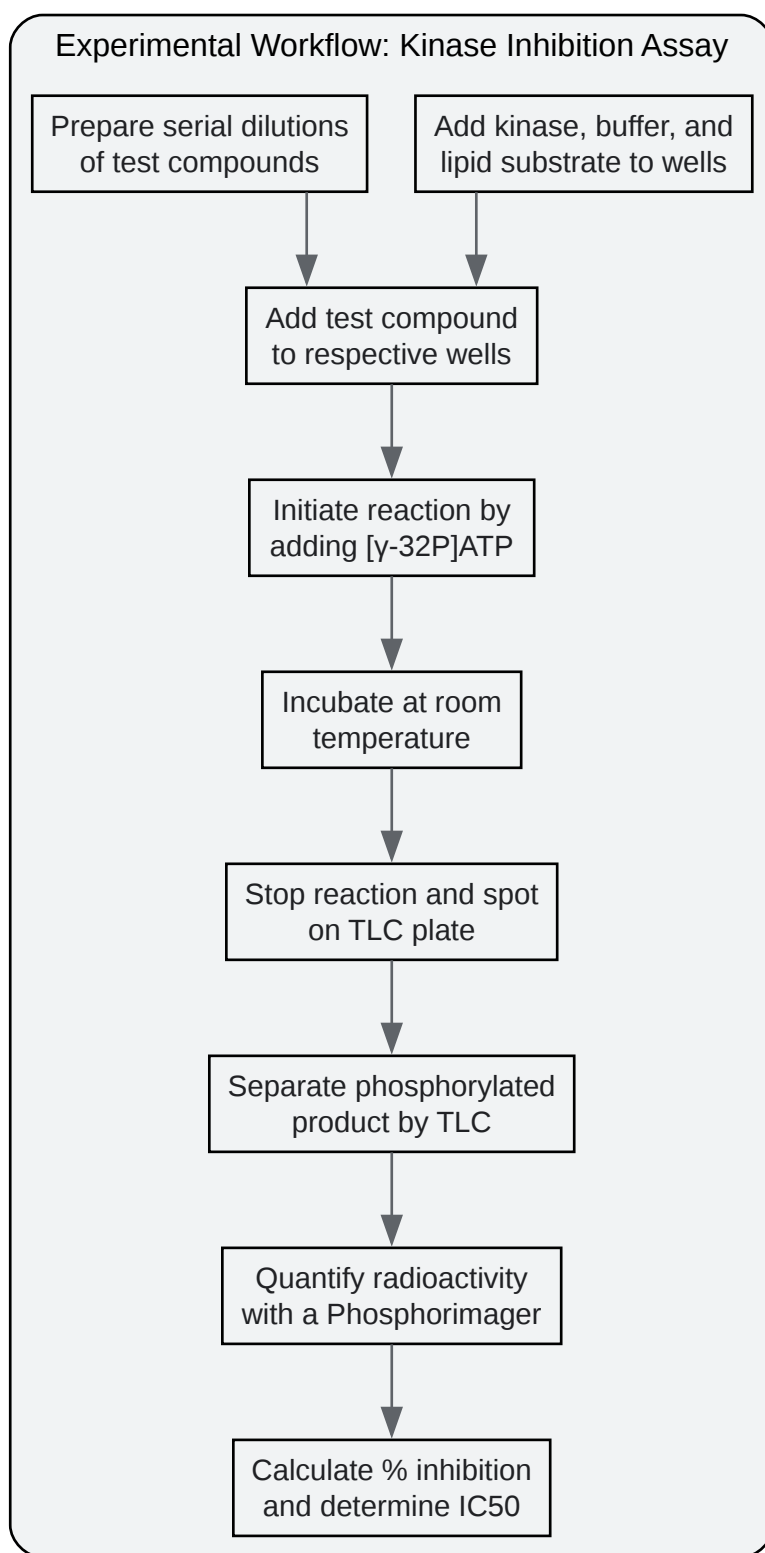 Experimental Workflow: Kinase Inhibition Assay
Prepare serial dilutions
of test compounds
Add kinase, buffer, and
lipid substrate to wells
Add test compound
to respective wells
Initiate reaction by
adding [γ-32P]ATP
Incubate at room
temperature
Stop reaction and spot
on TLC plate
Separate phosphorylated
product by TLC
Quantify radioactivity
with a Phosphorimager
Calculate % inhibition
and determine IC50